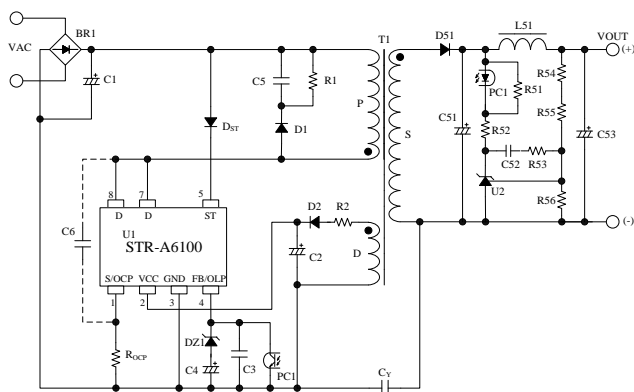 VAC
BR1
C1
C5
R1
D1
DST
T1
P
S
D51
L51
VOUT
(+)
PC1
R51
R54
R55
C51
R52
C52
R53
C53
U2
R56
(-)
8
7
5
D
D
ST
U1
STR-A6100
S/OCP
VCC
GND
FB/OLP
1
2
3
4
C6
D2
R2
C2
D
ROCP
DZ1
C4
C3
PC1
CY